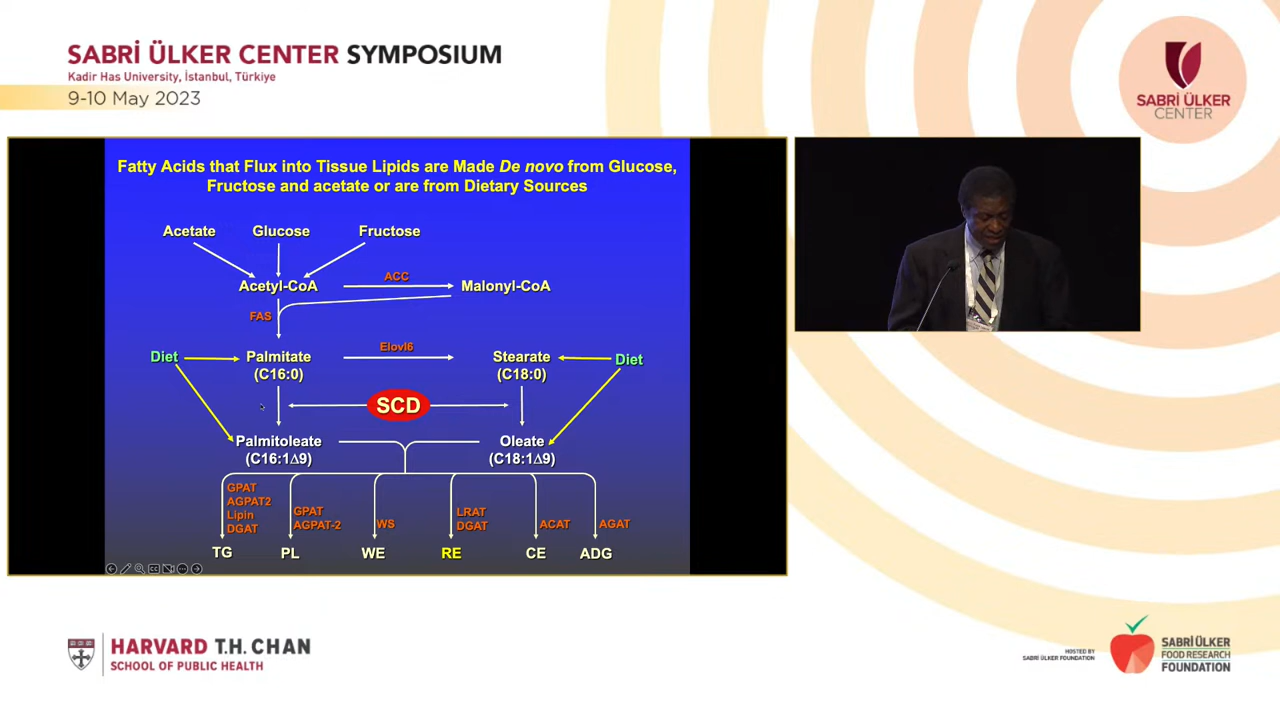 SABRİ ÜLKER CENTER SYMPOSIUM
Kadir Has University, İstanbul, Türkiye
9-10 May 2023
SABRİ ÜLKER
CENTER
Fatty Acids that Flux into Tissue Lipids are Made De novo from Glucose,
Fructose and acetate or are from Dietary Sources
Acetate Glucose Fructose
Acetyl-CoA ACC Malonyl-CoA
FAS
Diet Palmitate Elovl6 Stearate Diet
(C16:0) (C18:0)
SCD
Palmitoleate Oleate
(C16:1Δ9) (C18:1Δ9)
GPAT
AGPAT2
Lipin
DGAT
GPAT
AGPAT-2
WS
LRAT
DGAT
ACAT
AGAT
TG PL WE RE CE ADG
HARVARD T.H. CHAN
SCHOOL OF PUBLIC HEALTH
HOSTED BY
SABRI ÜLKER FOUNDATION
SABRİ ÜLKER
FOOD RESEARCH
FOUNDATION